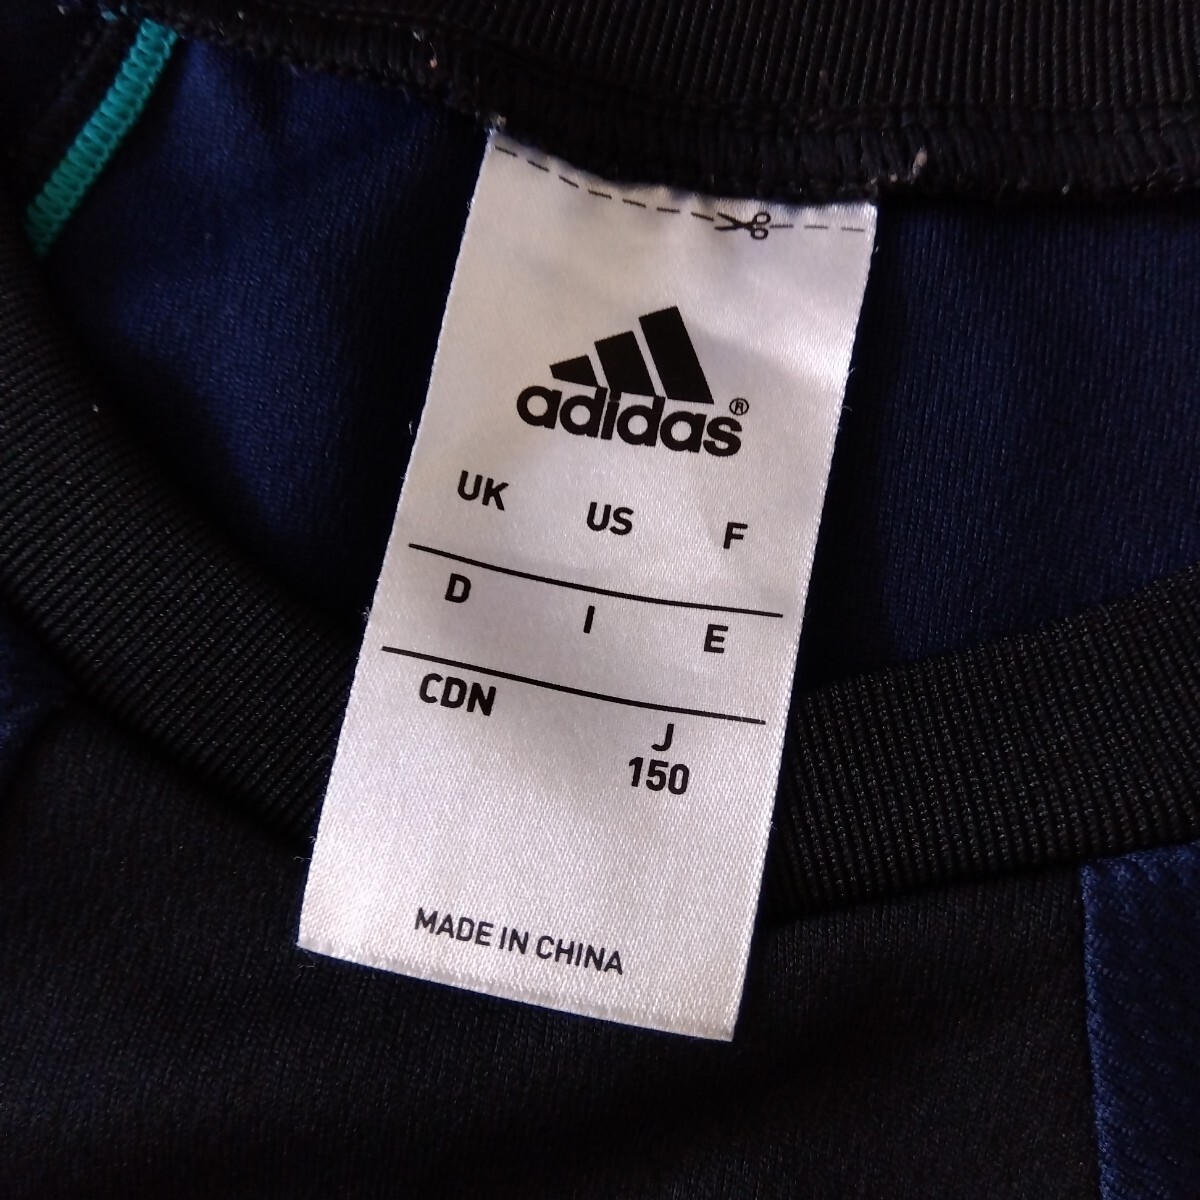 adidas®
UK US F
D I E
CDN J
150
MADE IN CHINA